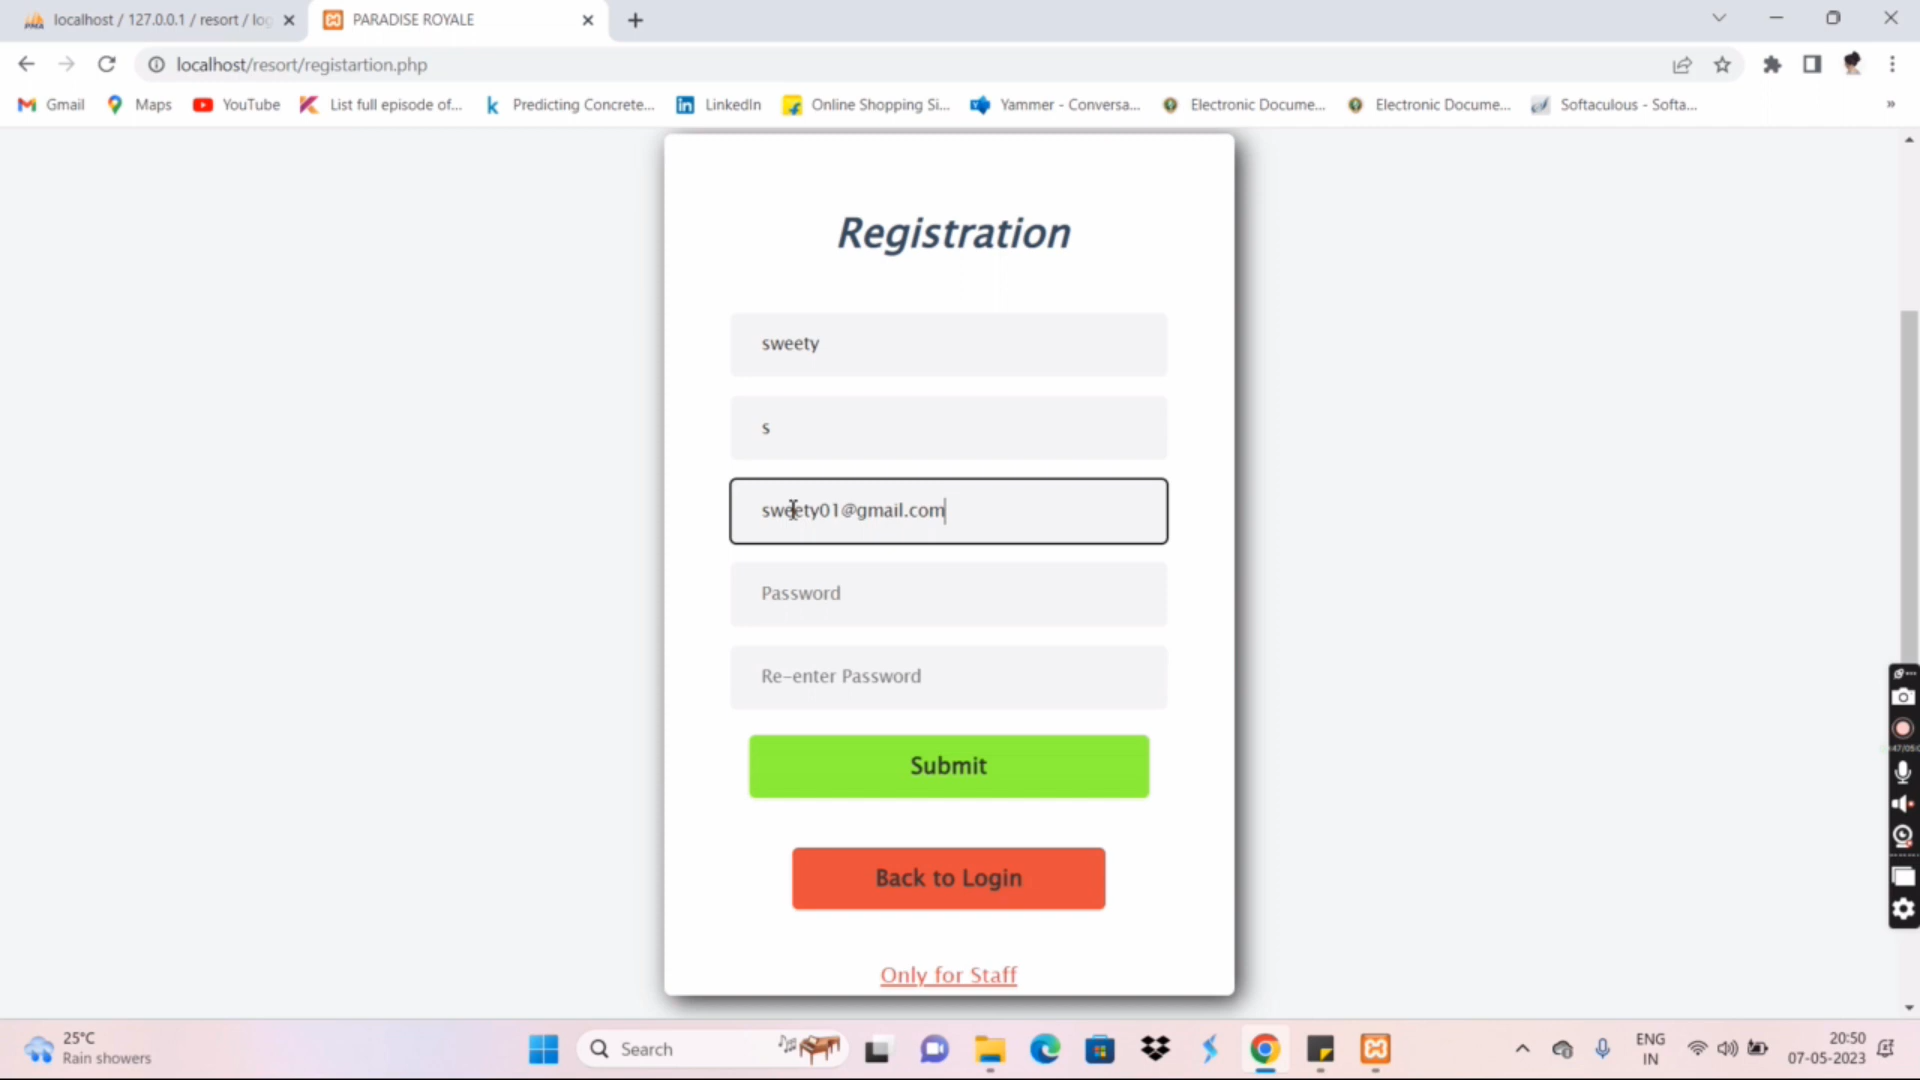 localhost / 127.0.0.1 / resort / log
PARADISE ROYALE
localhost/resort/registartion.php
Gmail
Maps
YouTube
List full episode of...
Predicting Concrete...
LinkedIn
Online Shopping Si...
Yammer - Conversa...
Electronic Docume...
Electronic Docume...
Softaculous - Softa...
»
Registration
sweety
s
sweety01@gmail.com
Password
Re-enter Password
Submit
Back to Login
Only for Staff
25°C
Rain showers
Search
ENG
IN
20:50
07-05-2023